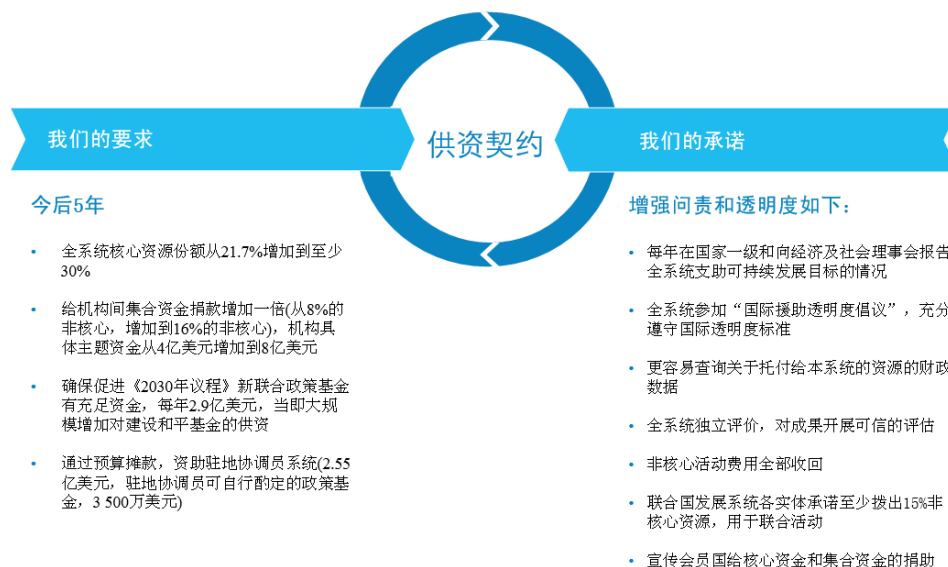 供资契约
我们的要求
今后5年
• 全系统核心资源份额从21.7%增加到至少
30%
• 给机构间集合资金捐款增加一倍(从8%的
非核心，增加到16%的非核心)，机构具
体主题资金从4亿美元增加到8亿美元
• 确保促进《2030年议程》新联合政策基金
有充足资金，每年2.9亿美元，当即大规
模增加对建设和平基金的供资
• 通过预算摊款，资助驻地协调员系统(2.55
亿美元，驻地协调员可自行酌定的政策基
金，3 500万美元)
我们的承诺
增强问责和透明度如下：
• 每年在国家一级和向经济及社会理事会报告
全系统支助可持续发展目标的情况
• 全系统参加“国际援助透明度倡议”，充分
遵守国际透明度标准
• 更容易查询关于托付给本系统的资源的财政
数据
• 全系统独立评价，对成果开展可信的评估
• 非核心活动费用全部收回
• 联合国发展系统各实体承诺至少拨出15%非
核心资源，用于联合活动
• 宣传会员国给核心资金和集合资金的捐助